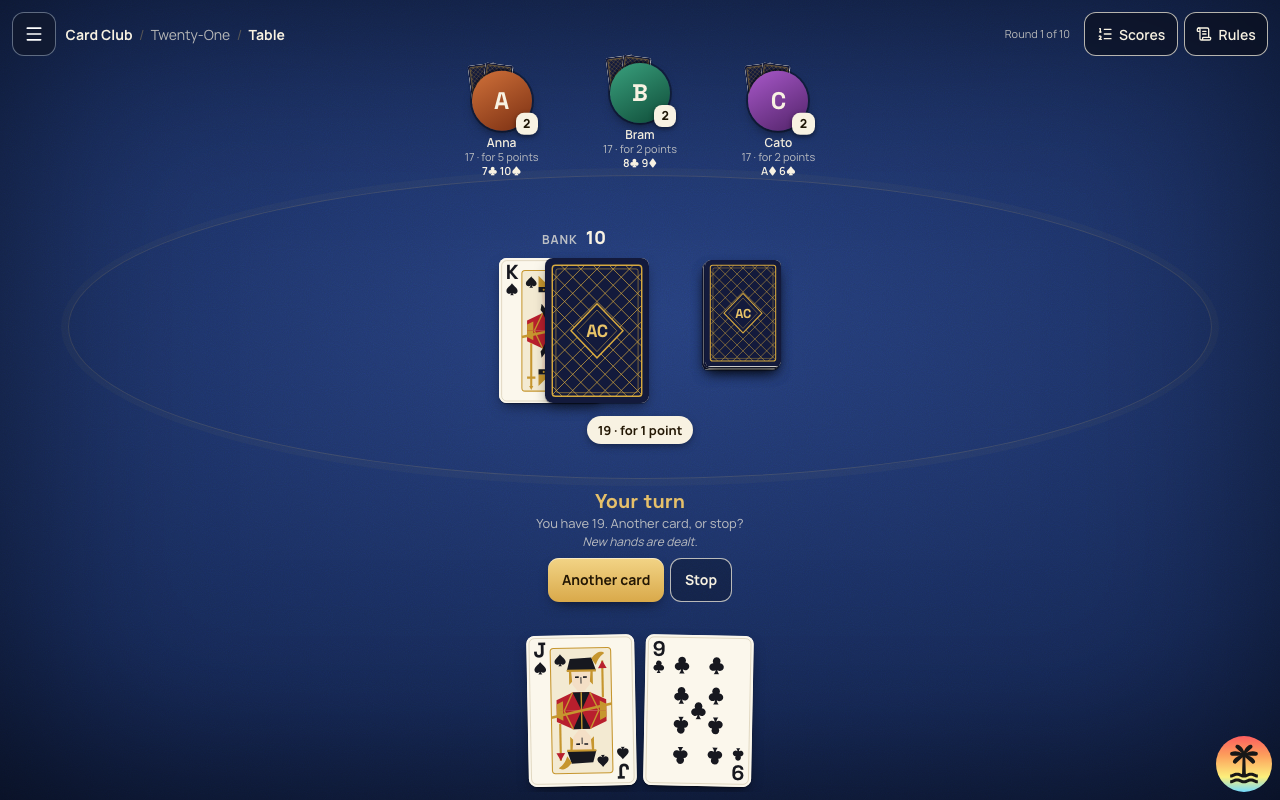 Card Club / Twenty-One / Table
Round 1 of 10
Scores
Rules
A
2
Anna
17 · for 5 points
7♣ 10♠
B
2
Bram
17 · for 2 points
8♣ 9♦
C
2
Cato
17 · for 2 points
A♦ 6♠
BANK 10
K
AC
AC
19 · for 1 point
Your turn
You have 19. Another card, or stop?
New hands are dealt.
Another card
Stop
J
J
9
9